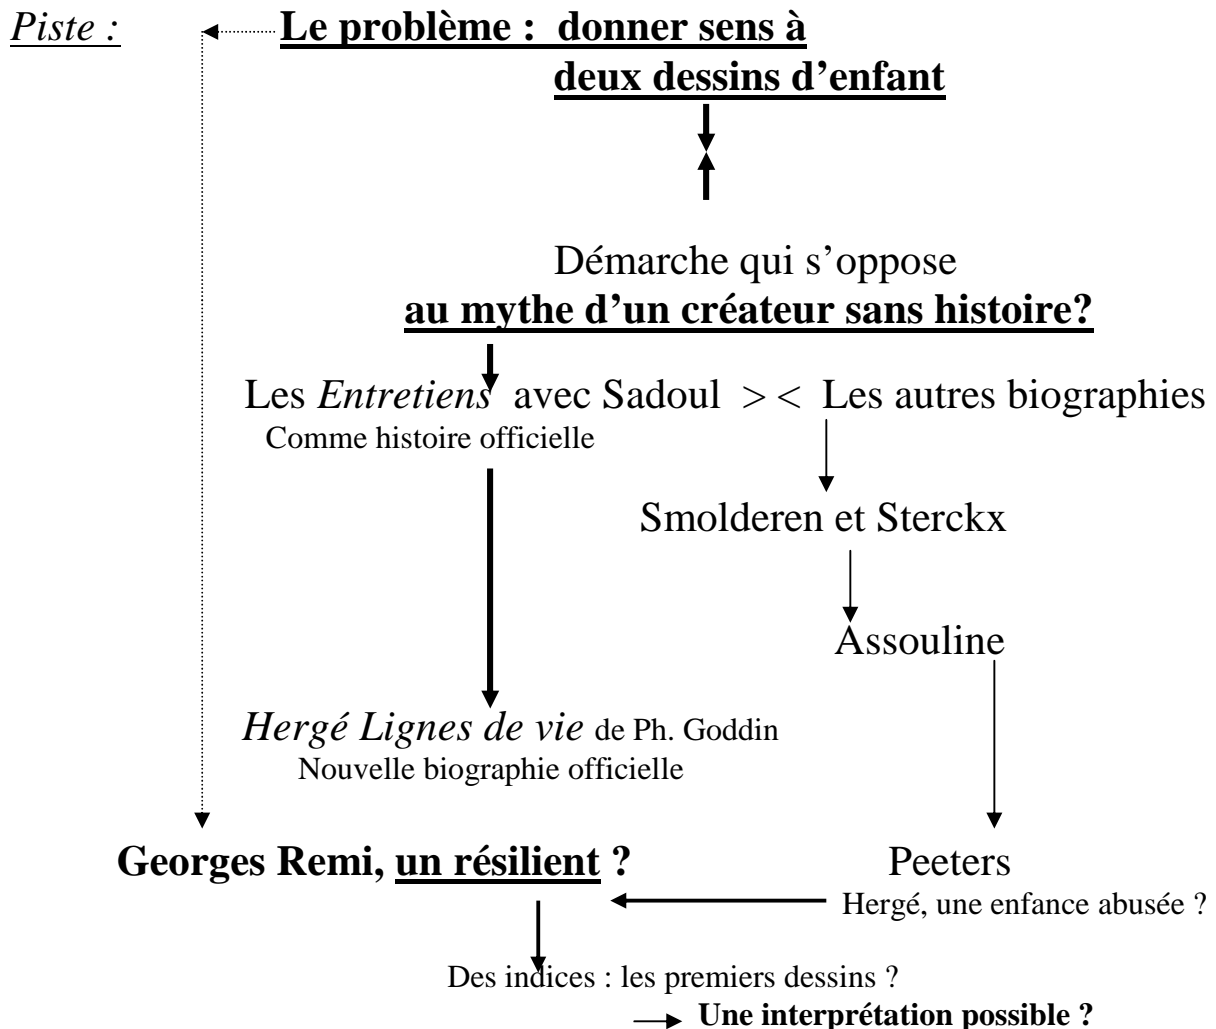 Piste : Le problème : donner sens à
deux dessins d’enfant
Démarche qui s’oppose
au mythe d’un créateur sans histoire?
Les Entretiens avec Sadoul > < Les autres biographies
Comme histoire officielle
Smolderen et Sterckx
Assouline
Hergé Lignes de vie de Ph. Goddin
Nouvelle biographie officielle
Georges Remi, un résilient ? Peeters
Hergé, une enfance abusée ?
Des indices : les premiers dessins ?
Une interprétation possible ?